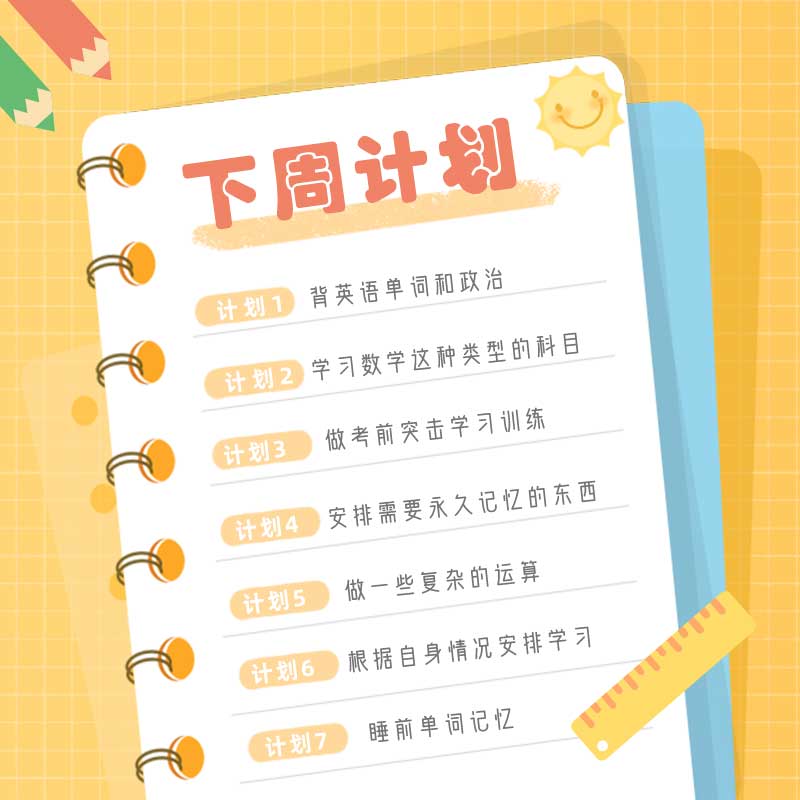 下周计划
计划1 背英语单词和政治
计划2 学习数学这种类型的科目
计划3 做考前突击学习训练
计划4 安排需要永久记忆的东西
计划5 做一些复杂的运算
计划6 根据自身情况安排学习
计划7 睡前单词记忆